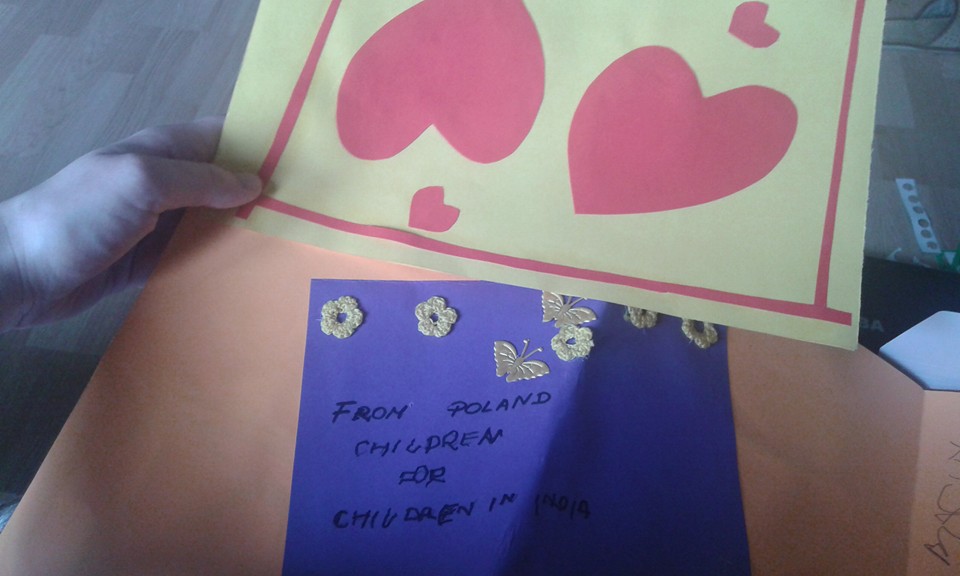 FROM POLAND
CHILDREN
FOR
CHILDREN IN INDIA